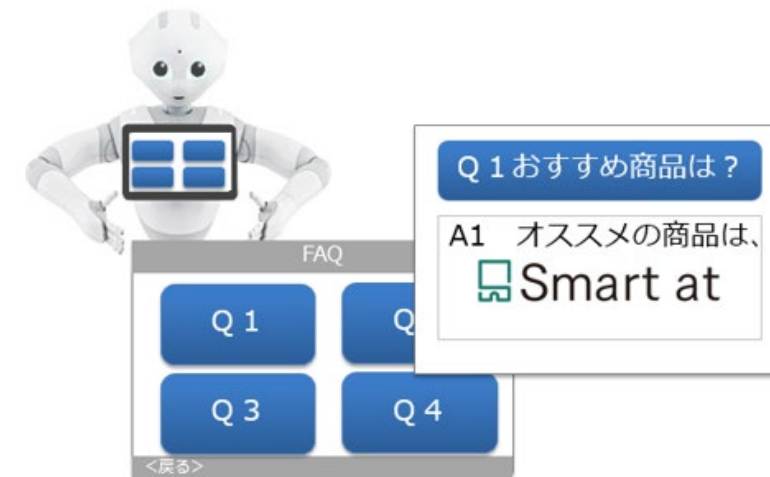 FAQ
Q 1
Q
Q 3
Q 4
<戻る>
Q 1 おすすめ商品は？
A1 オススメの商品は、
Smart at